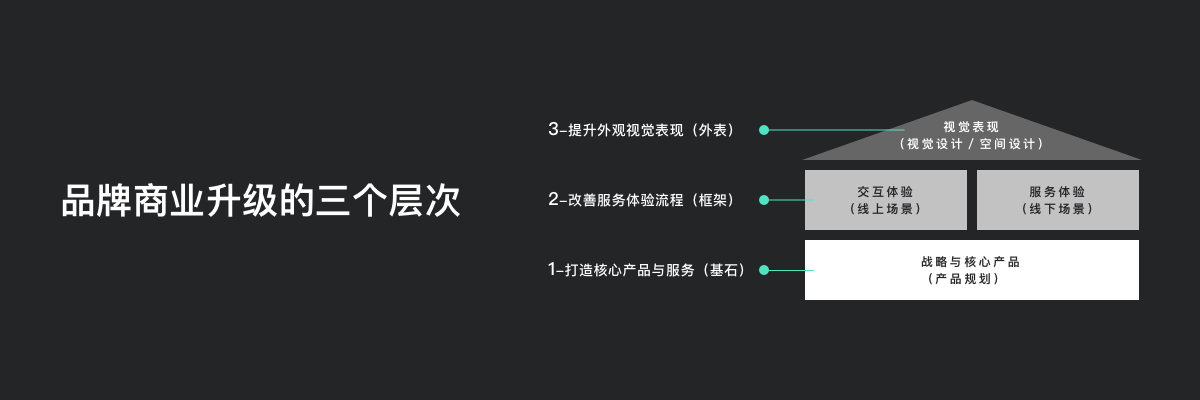 品牌商业升级的三个层次
3–提升外观视觉表现（外表）
视觉表现
（视觉设计 / 空间设计）
2–改善服务体验流程（框架）
交互体验
（线上场景）
服务体验
（线下场景）
1–打造核心产品与服务（基石）
战略与核心产品
（产品规划）